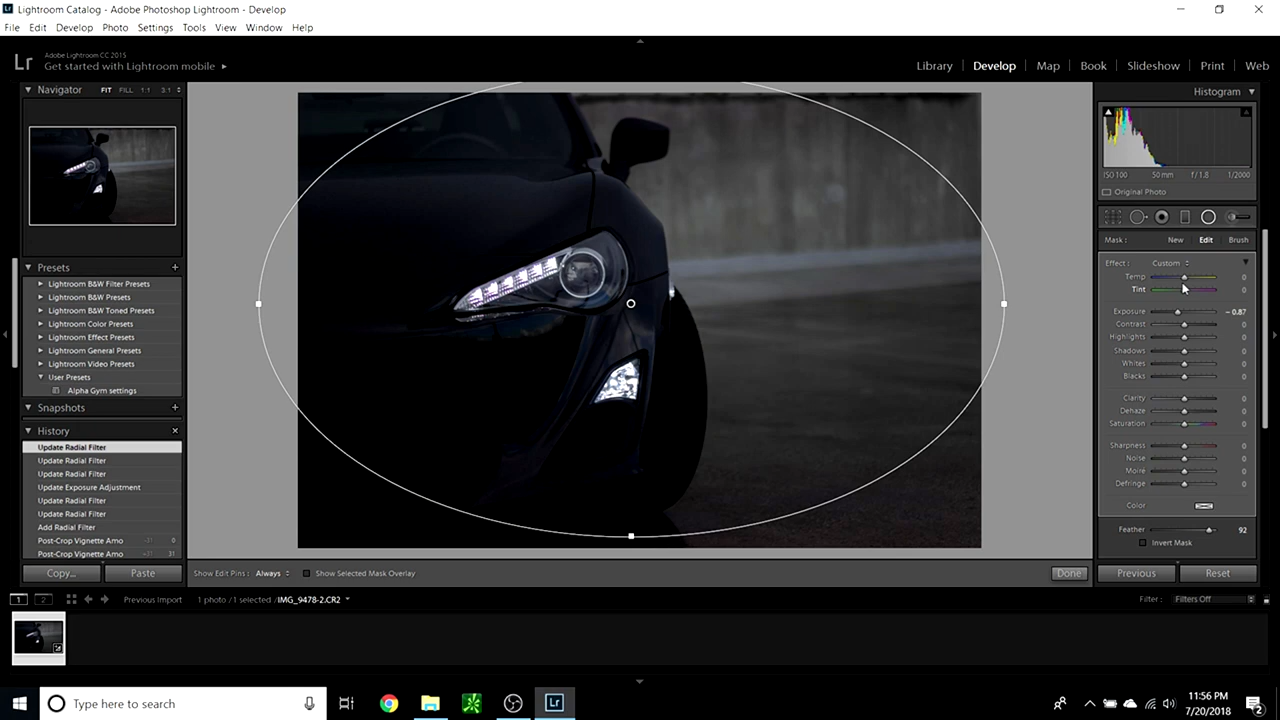 Lightroom Catalog - Adobe Photoshop Lightroom - Develop
File Edit Develop Photo Settings Tools View Window Help
Lr
Adobe Lightroom CC 2015
Get started with Lightroom mobile
Library Develop Map Book Slideshow Print Web
Navigator FIT FILL 1:1 3:1
Presets
Lightroom B&W Filter Presets
Lightroom B&W Presets
Lightroom B&W Toned Presets
Lightroom Color Presets
Lightroom Effect Presets
Lightroom General Presets
Lightroom Video Presets
User Presets
Alpha Gym settings
Snapshots
History
Update Radial Filter
Update Radial Filter
Update Radial Filter
Update Exposure Adjustment
Update Radial Filter
Update Radial Filter
Add Radial Filter
Post-Crop Vignette Amo -31 0
Post-Crop Vignette Amo -31 31
Copy... Paste
Show Edit Pins: Always Show Selected Mask Overlay Done
Histogram
ISO 100 50 mm f/1.8 1/2000
Original Photo
Mask: New Edit Brush
Effect: Custom
Temp 0
Tint 0
Exposure -0.87
Contrast 0
Highlights 0
Shadows 0
Whites 0
Blacks 0
Clarity 0
Dehaze 0
Saturation 0
Sharpness 0
Noise 0
Moiré 0
Defringe 0
Color
Feather 92
Invert Mask
Previous Reset
1 2 Previous Import 1 photo / 1 selected / IMG_9478-2.CR2 Filter: Filters Off
Type here to search
Lr
11:56 PM
7/20/2018
2